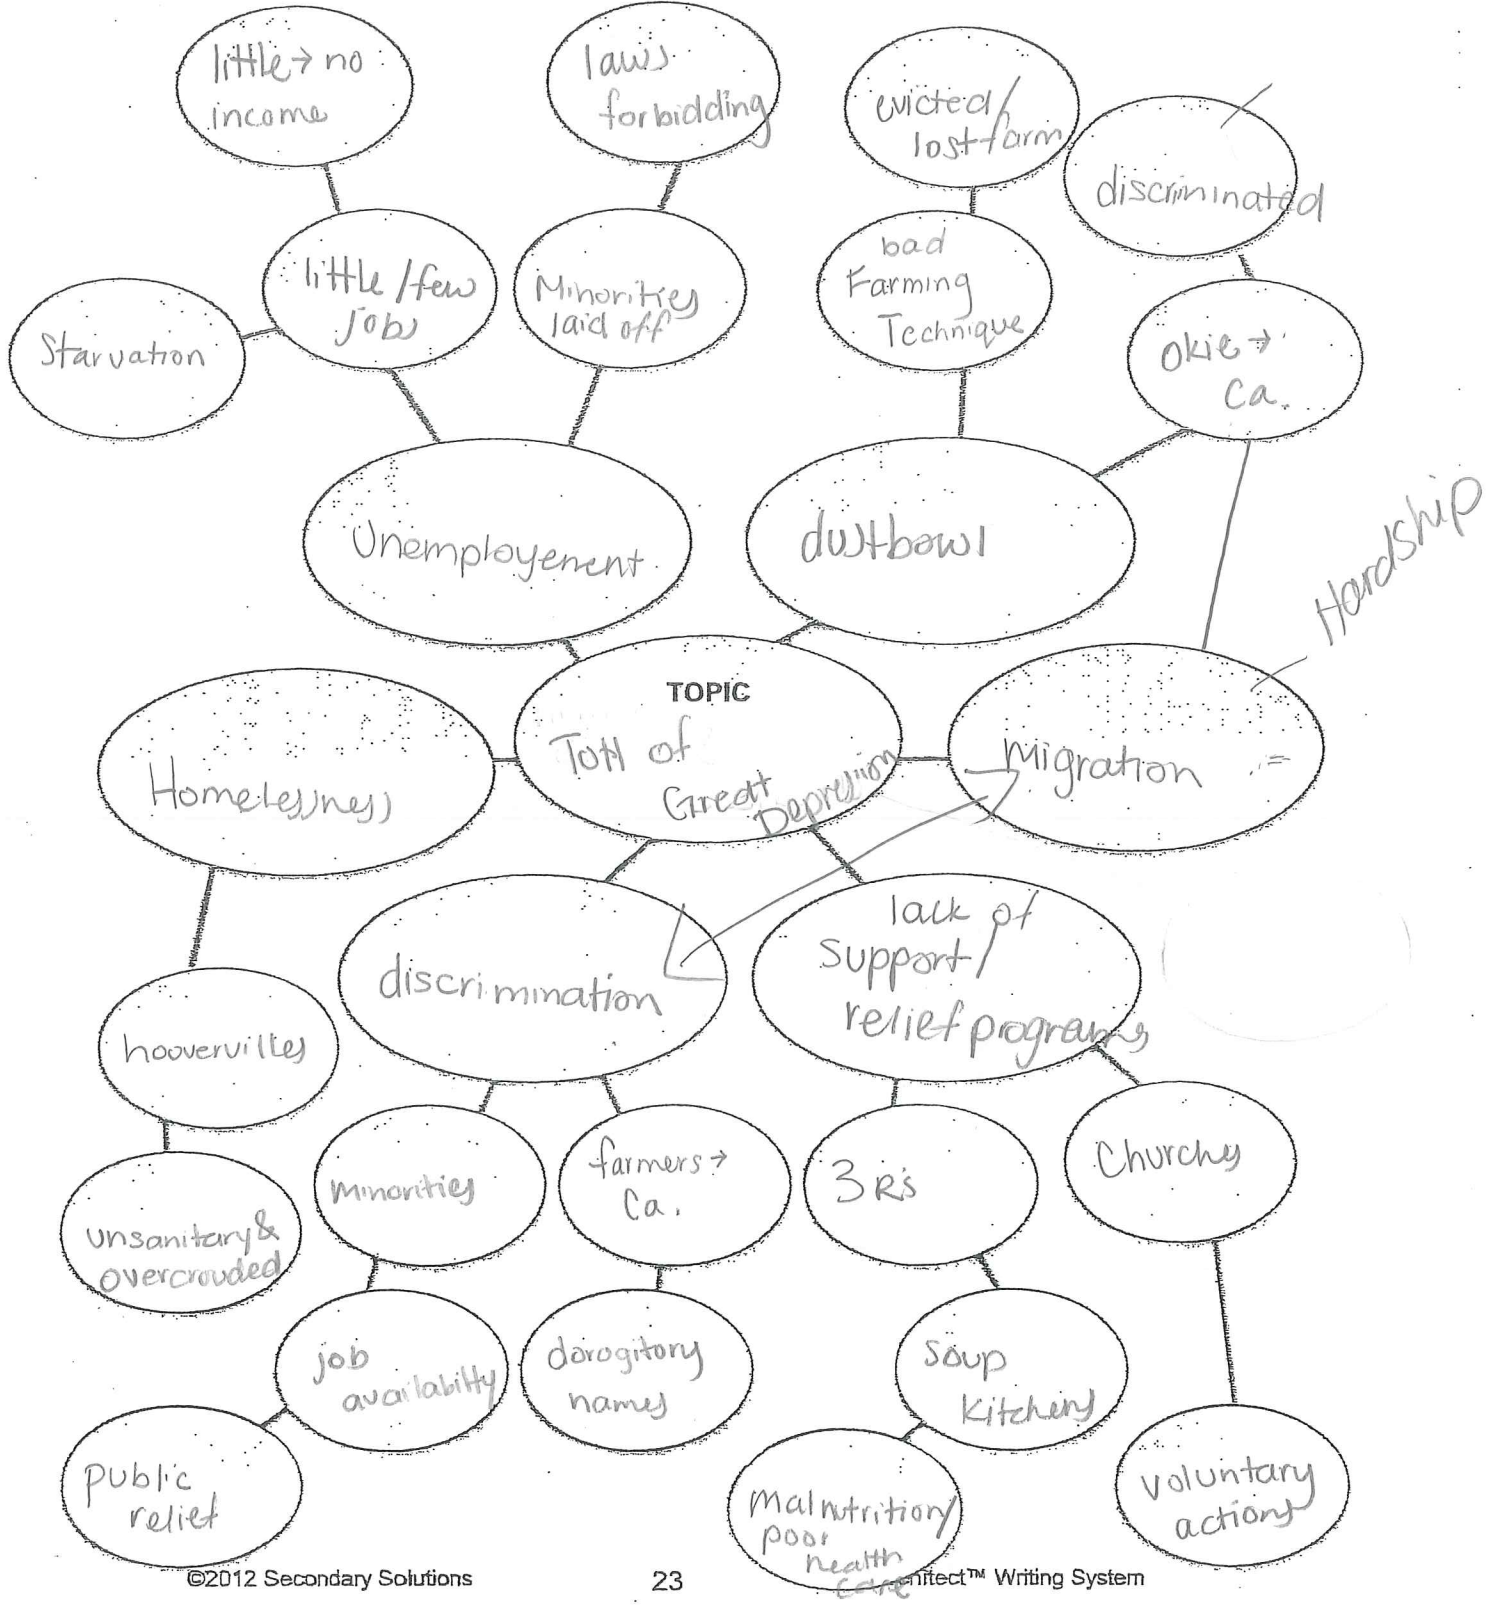 little → no
income
laws
forbidding
evicted/
lost farm
discriminated
little/few
jobs
Minorities
laid off
bad
Farming
Technique
Starvation
Okie →
Ca.
Unemployement
dustbowl
Hardship
TOPIC
Toll of
Great
Depression
Migration
Homelessness
lack of
support/
relief programs
discrimination
hoovervilles
Minorities
farmers →
Ca.
3 R's
Churches
unsanitary &
overcrouded
job
availability
darogitory
names
soup
kitchens
public
relief
malnutrition/
poor
health
care
voluntary
actions
©2012 Secondary Solutions
23
hitect™ Writing System